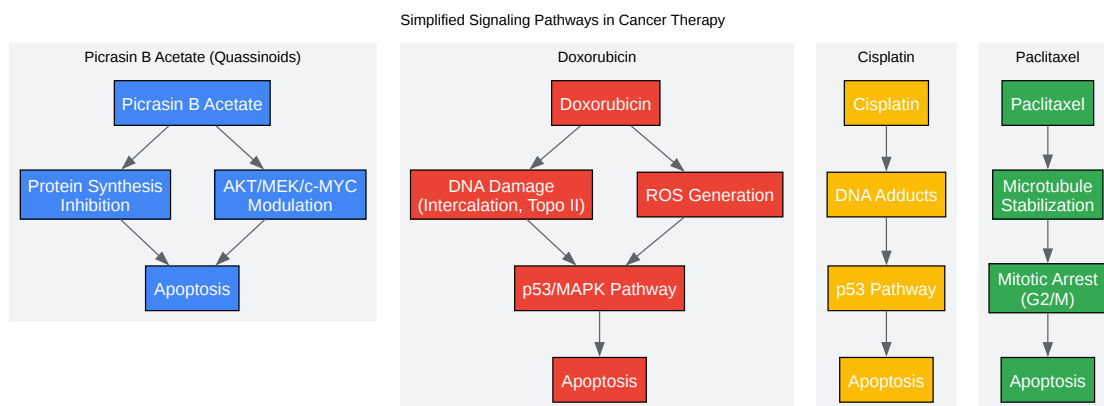 Simplified Signaling Pathways in Cancer Therapy
Picrasin B Acetate (Quassinoids)
Picrasin B Acetate
Protein Synthesis
Inhibition
AKT/MEK/c-MYC
Modulation
Apoptosis
Doxorubicin
Doxorubicin
DNA Damage
(Intercalation, Topo II)
ROS Generation
p53/MAPK Pathway
Apoptosis
Cisplatin
Cisplatin
DNA Adducts
p53 Pathway
Apoptosis
Paclitaxel
Paclitaxel
Microtubule
Stabilization
Mitotic Arrest
(G2/M)
Apoptosis